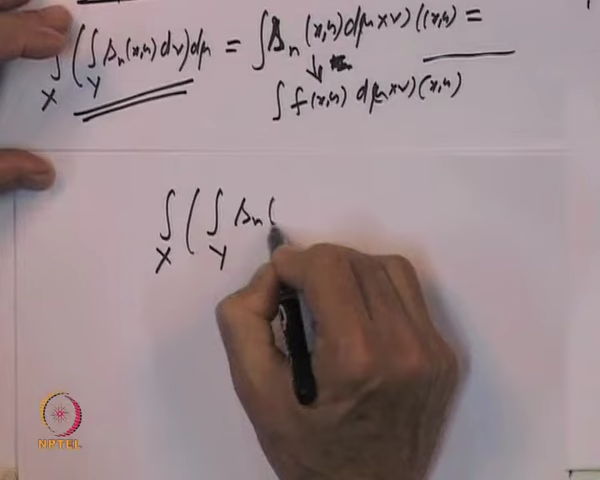 ∫_X (∫_Y s_n(x,y) dν) dμ = ∫ s_n (x,y) d(μ×ν) (x,y) =
↓
∫ f(x,y) d(μ×ν)(x,y)
∫_X ( ∫_Y s_n (
NPTEL